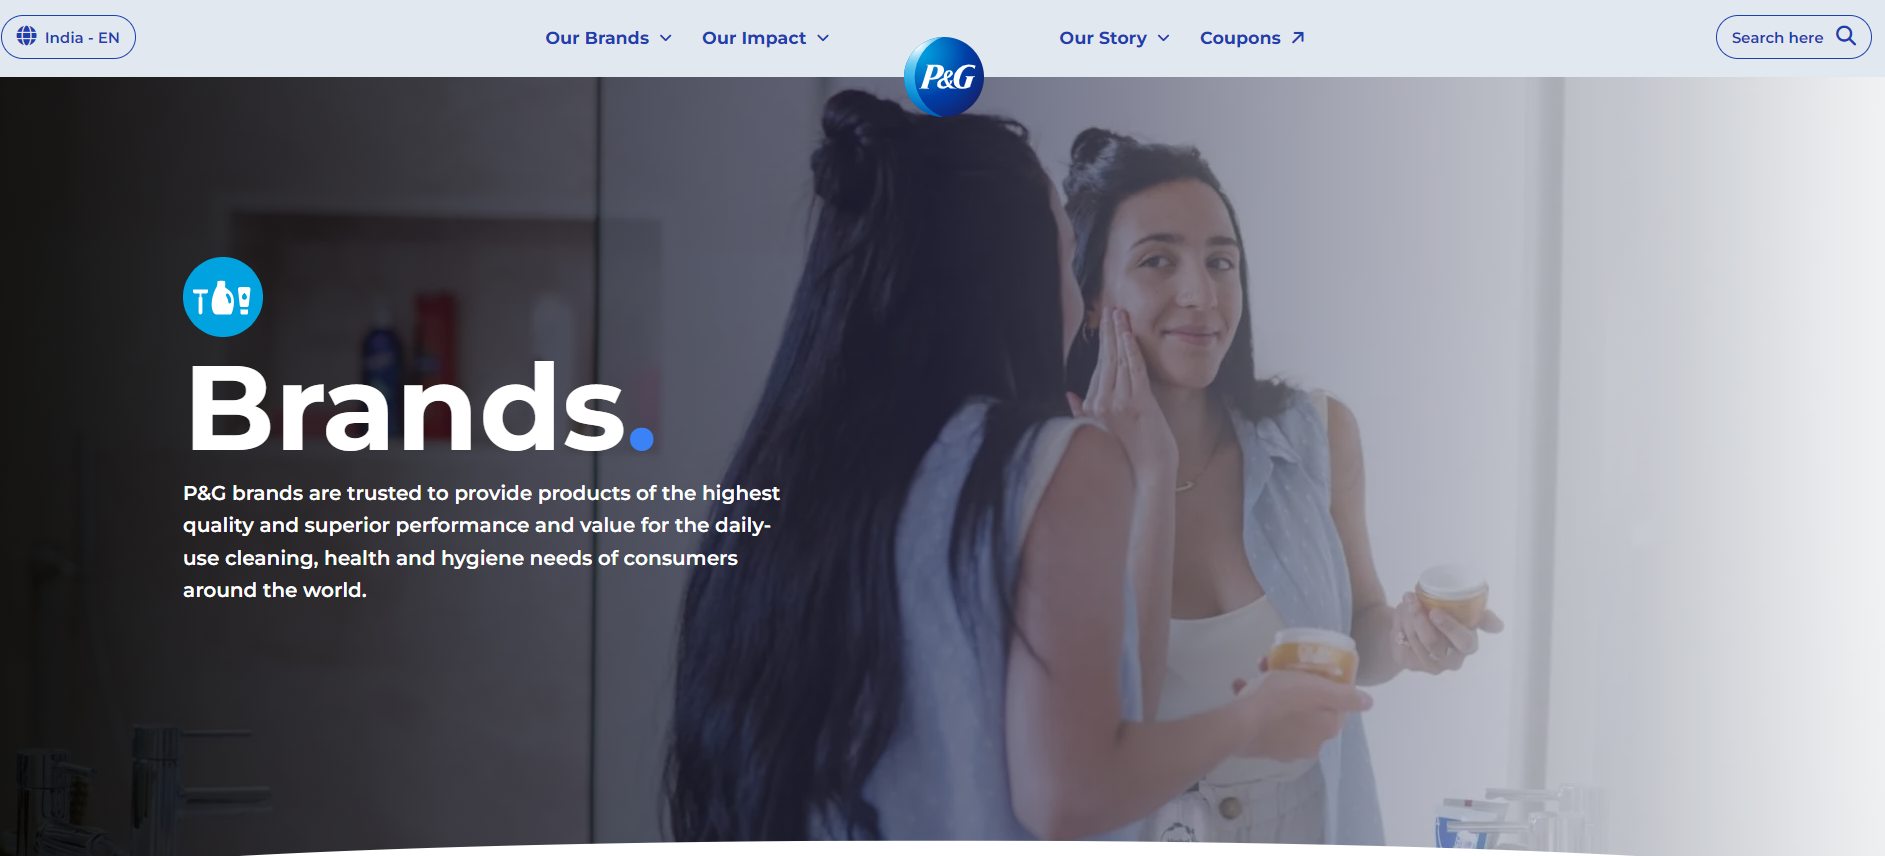 India - EN
Our Brands
Our Impact
P&G
Our Story
Coupons
Search here
Brands.
P&G brands are trusted to provide products of the highest
quality and superior performance and value for the daily-
use cleaning, health and hygiene needs of consumers
around the world.